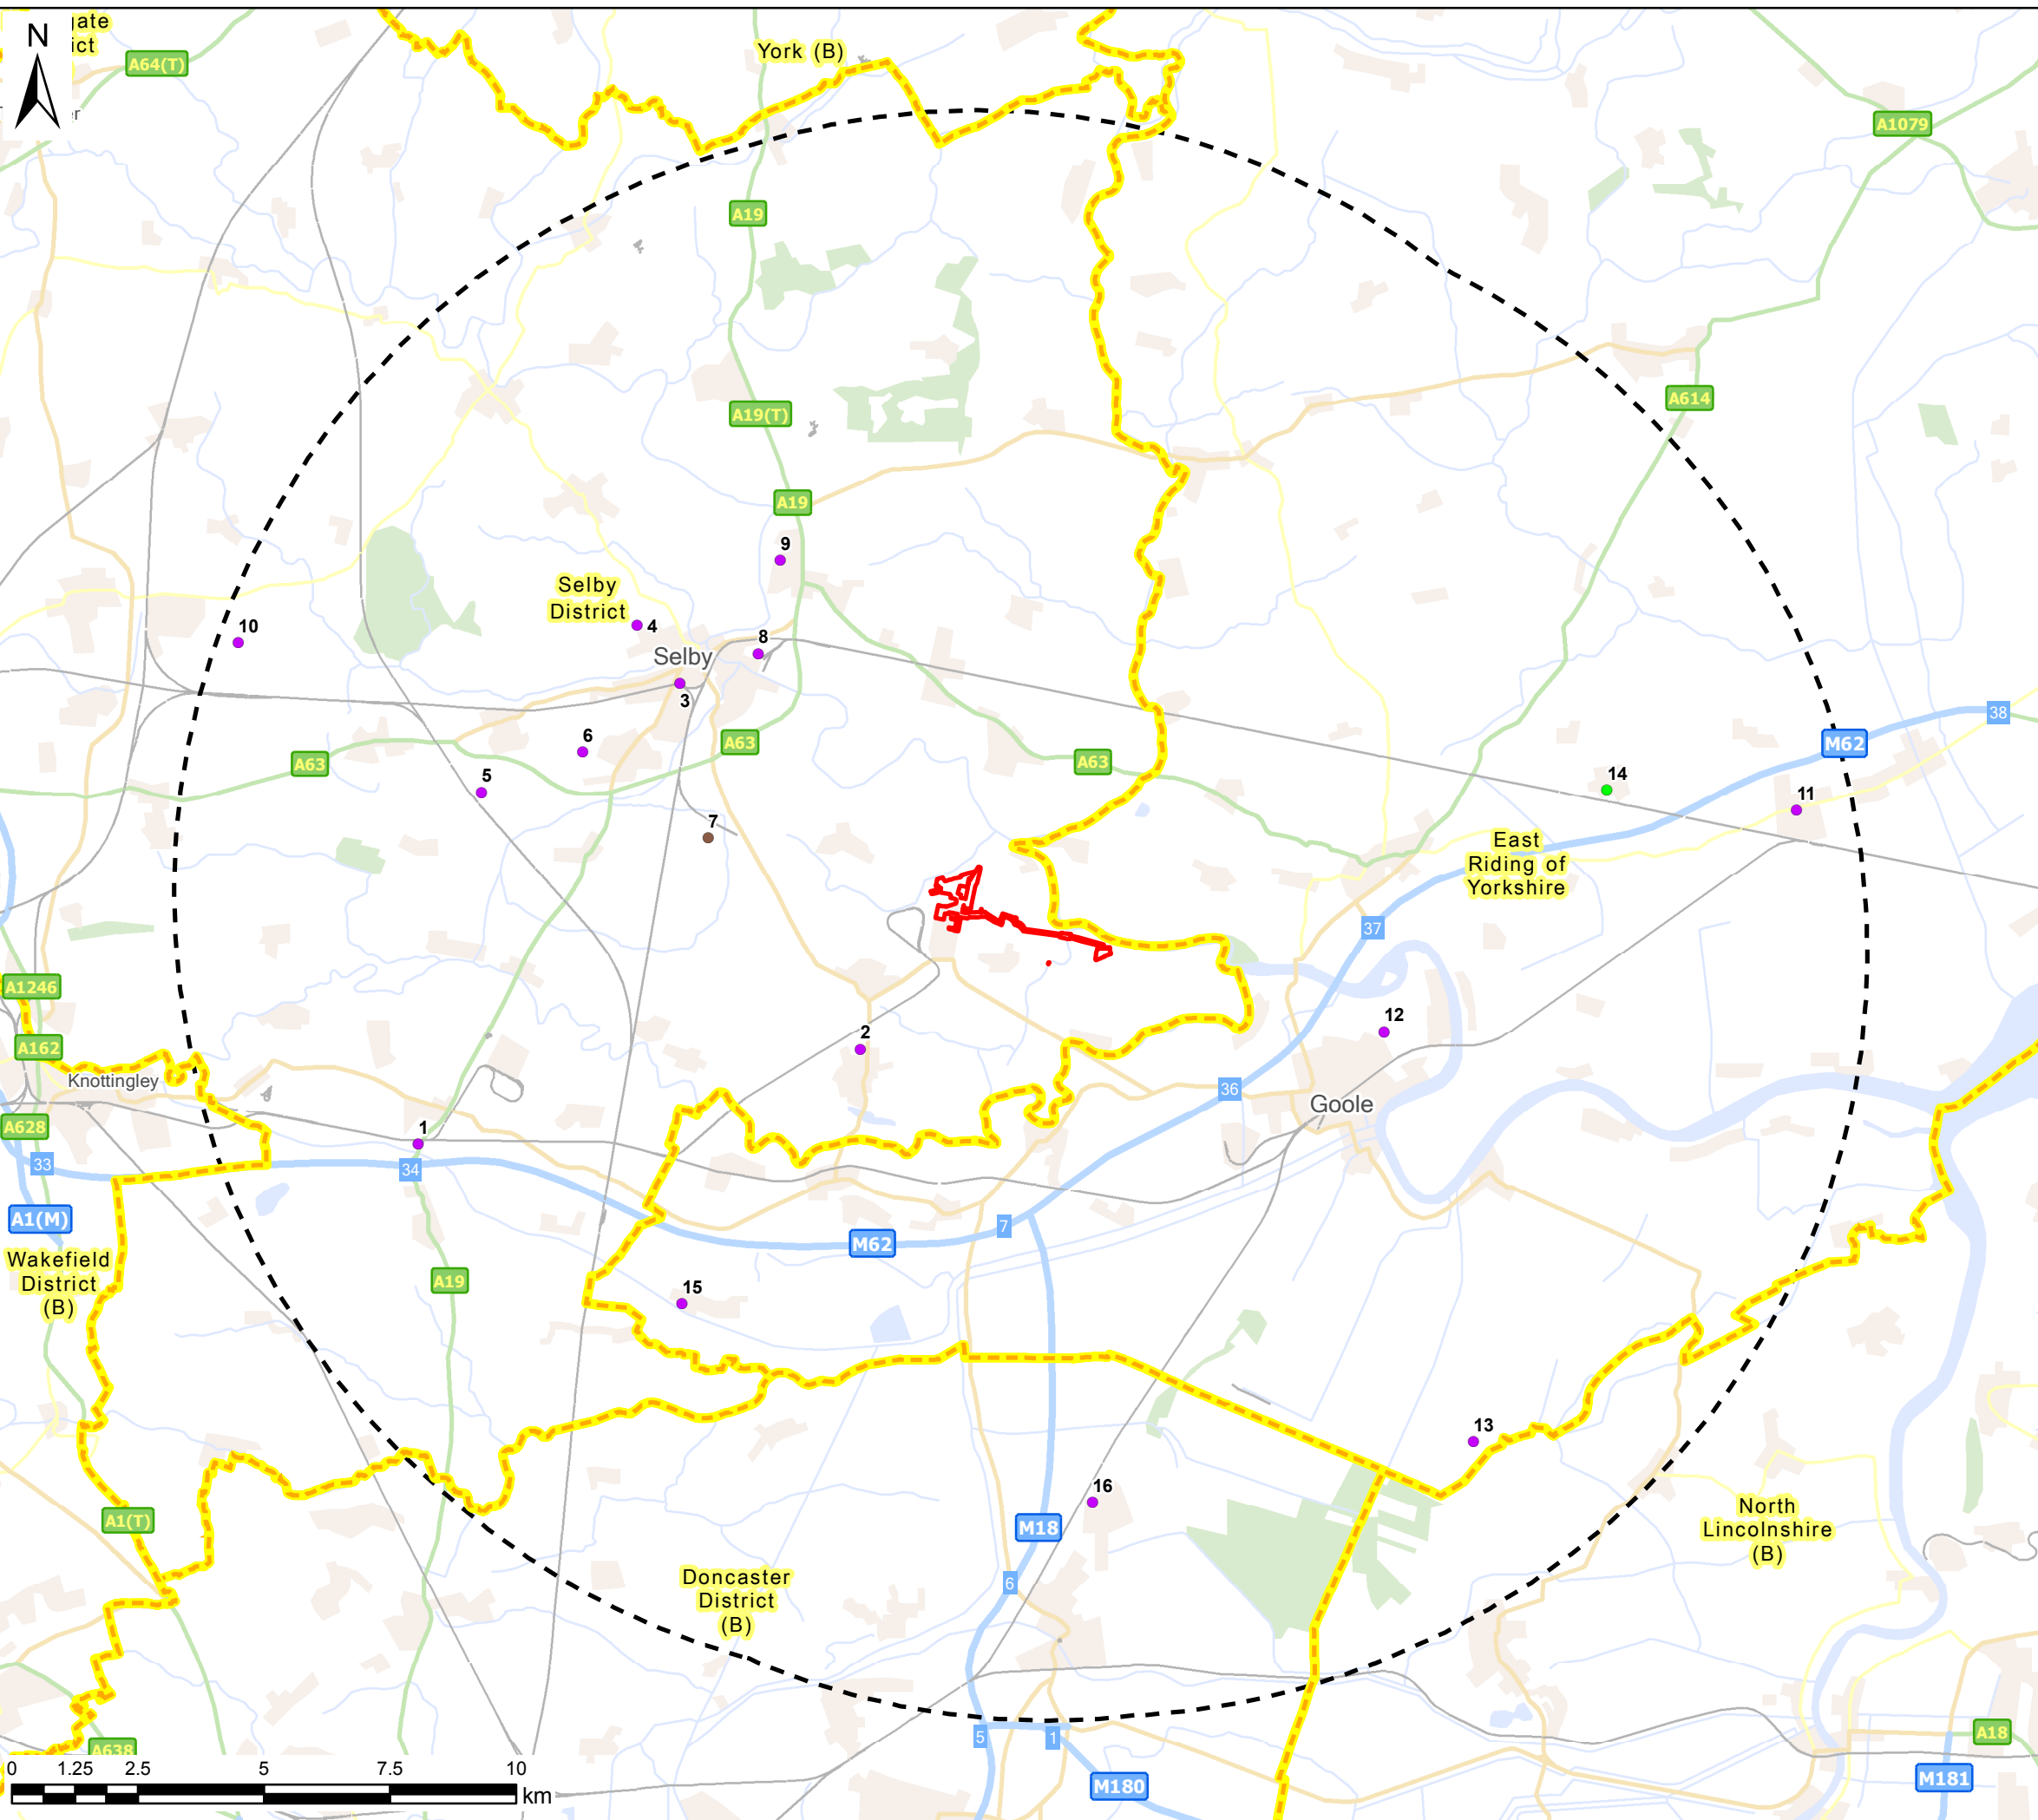 N
ict
A64(T)
York (B)
A1079
A19
A19(T)
A614
A19
9
Selby
District
4
10
8
Selby
3
38
A63
6
A63
A63
M62
5
14
11
7
East
Riding of
Yorkshire
37
A1246
12
A162
2
Knottingley
36
Goole
A628
1
33
34
A1(M)
7
M62
Wakefield
District
(B)
A19
15
13
16
A1(T)
M18
North
Lincolnshire
(B)
Doncaster
District
(B)
6
5
1
A18
A638
M180
M181
0
1.25
2.5
5
7.5
10
km